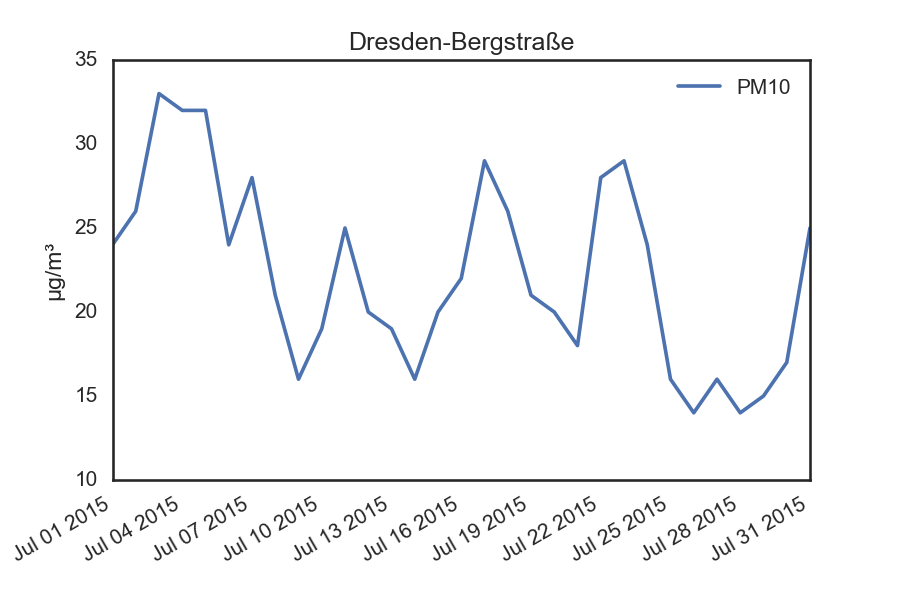 Dresden-Bergstraße
PM10
µg/m³
35
30
25
20
15
10
Jul 01 2015
Jul 04 2015
Jul 07 2015
Jul 10 2015
Jul 13 2015
Jul 16 2015
Jul 19 2015
Jul 22 2015
Jul 25 2015
Jul 28 2015
Jul 31 2015